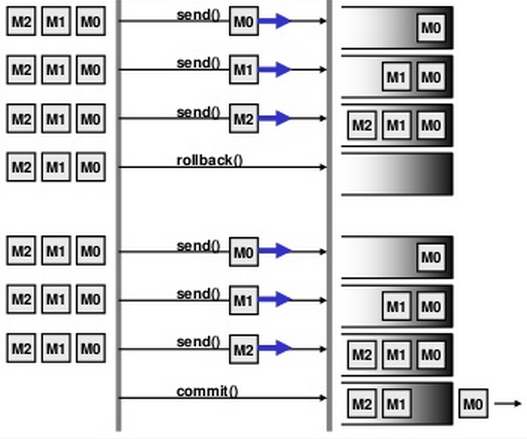 M2 M1 M0 send() M0 M0
M2 M1 M0 send() M1 M1 M0
M2 M1 M0 send() M2 M2 M1 M0
M2 M1 M0 rollback()
M2 M1 M0 send() M0 M0
M2 M1 M0 send() M1 M1 M0
M2 M1 M0 send() M2 M2 M1 M0
commit() M2 M1 M0